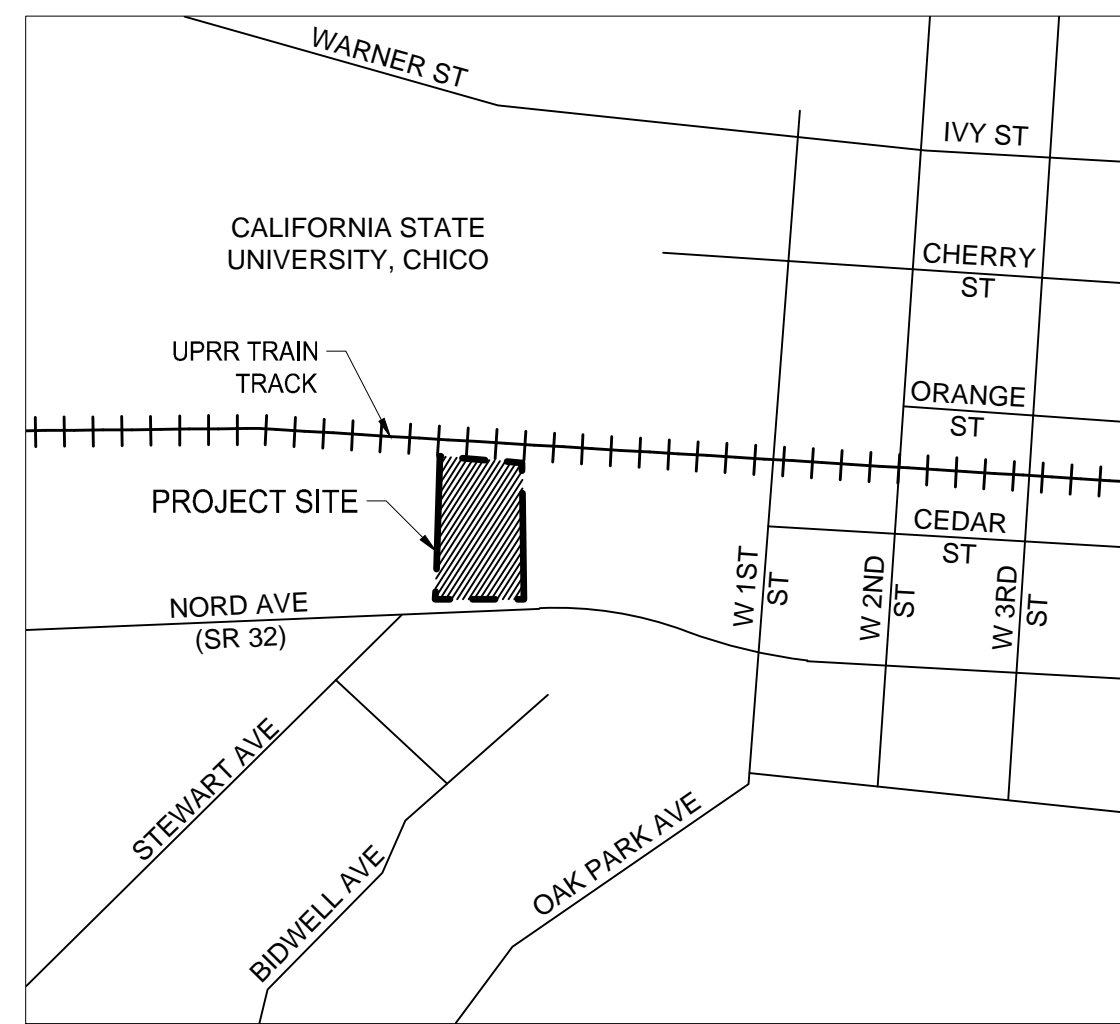 WARNER ST
IVY ST
CALIFORNIA STATE
UNIVERSITY, CHICO
CHERRY
ST
UPRR TRAIN
TRACK
ORANGE
ST
PROJECT SITE
CEDAR
ST
NORD AVE
(SR 32)
W 1ST
ST
W 2ND
ST
W 3RD
ST
STEWART AVE
BIDWELL AVE
OAK PARK AVE